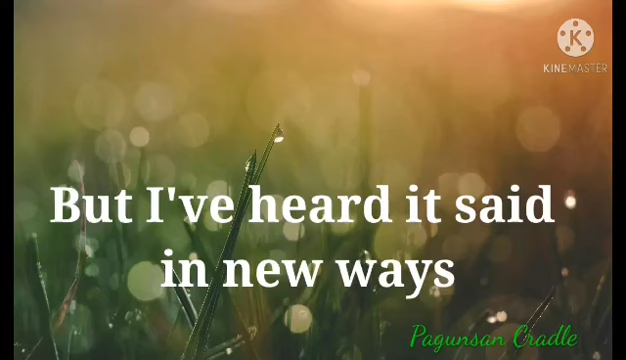 KINEMASTER
But I've heard it said
in new ways
Pagunsan Cradle